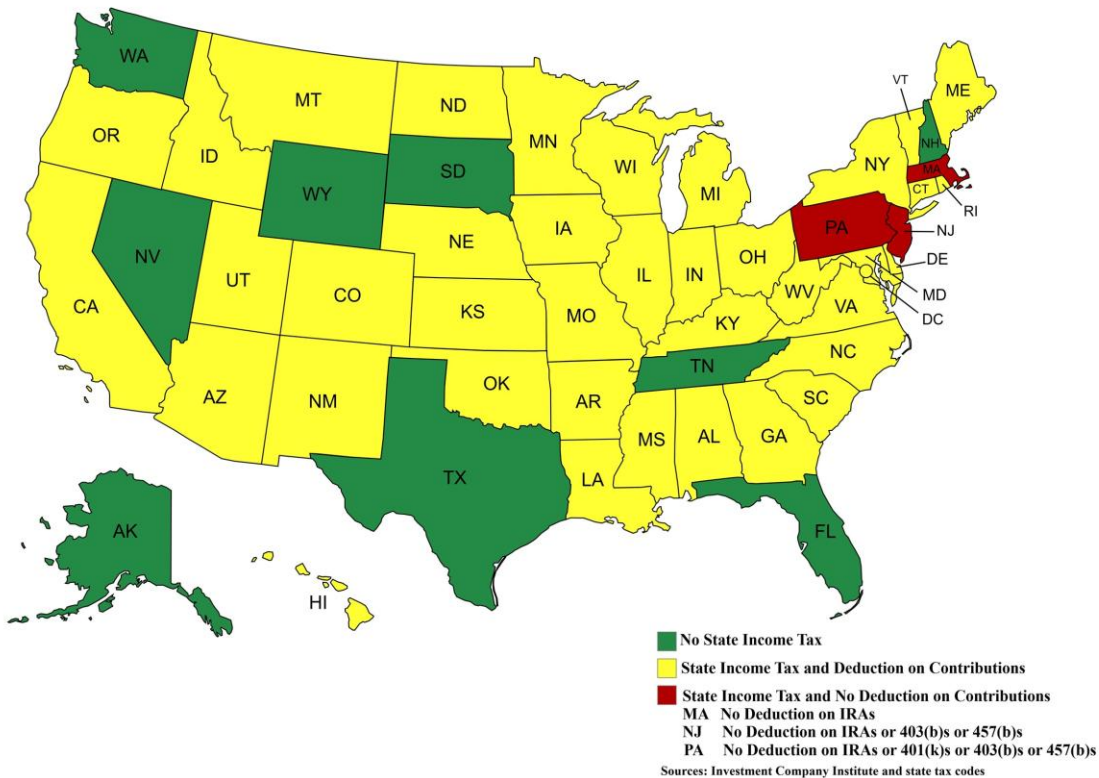 WA
MT
ND
MN
VT
ME
OR
ID
WY
SD
WI
MI
NY
NH
MA
CT
RI
NV
UT
CO
NE
IA
IL
IN
OH
PA
NJ
DE
MD
DC
CA
KS
MO
KY
WV
VA
AZ
NM
OK
AR
TN
NC
SC
TX
LA
MS
AL
GA
FL
AK
HI
No State Income Tax
State Income Tax and Deduction on Contributions
State Income Tax and No Deduction on Contributions
MA No Deduction on IRAs
NJ No Deduction on IRAs or 403(b)s or 457(b)s
PA No Deduction on IRAs or 401(k)s or 403(b)s or 457(b)s
Sources: Investment Company Institute and state tax codes